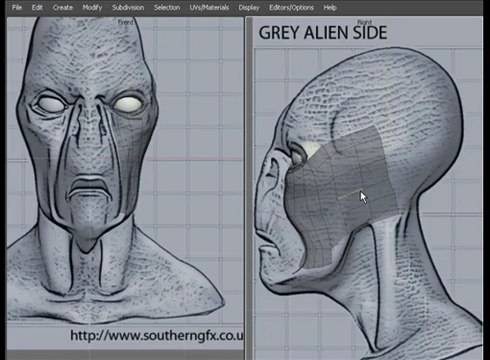 File Edit Create Modify Subdivision Selection UVs/Materials Display Editors/Options Help
Front
Right
GREY ALIEN SIDE
http://www.southerngfx.co.u